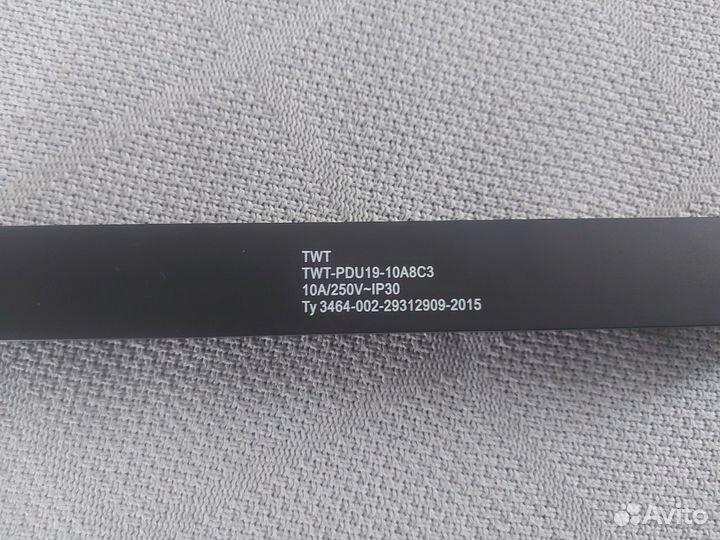 TWT
TWT-PDU19-10A8C3
10A/250V~IP30
Ту 3464-002-29312909-2015
Avito